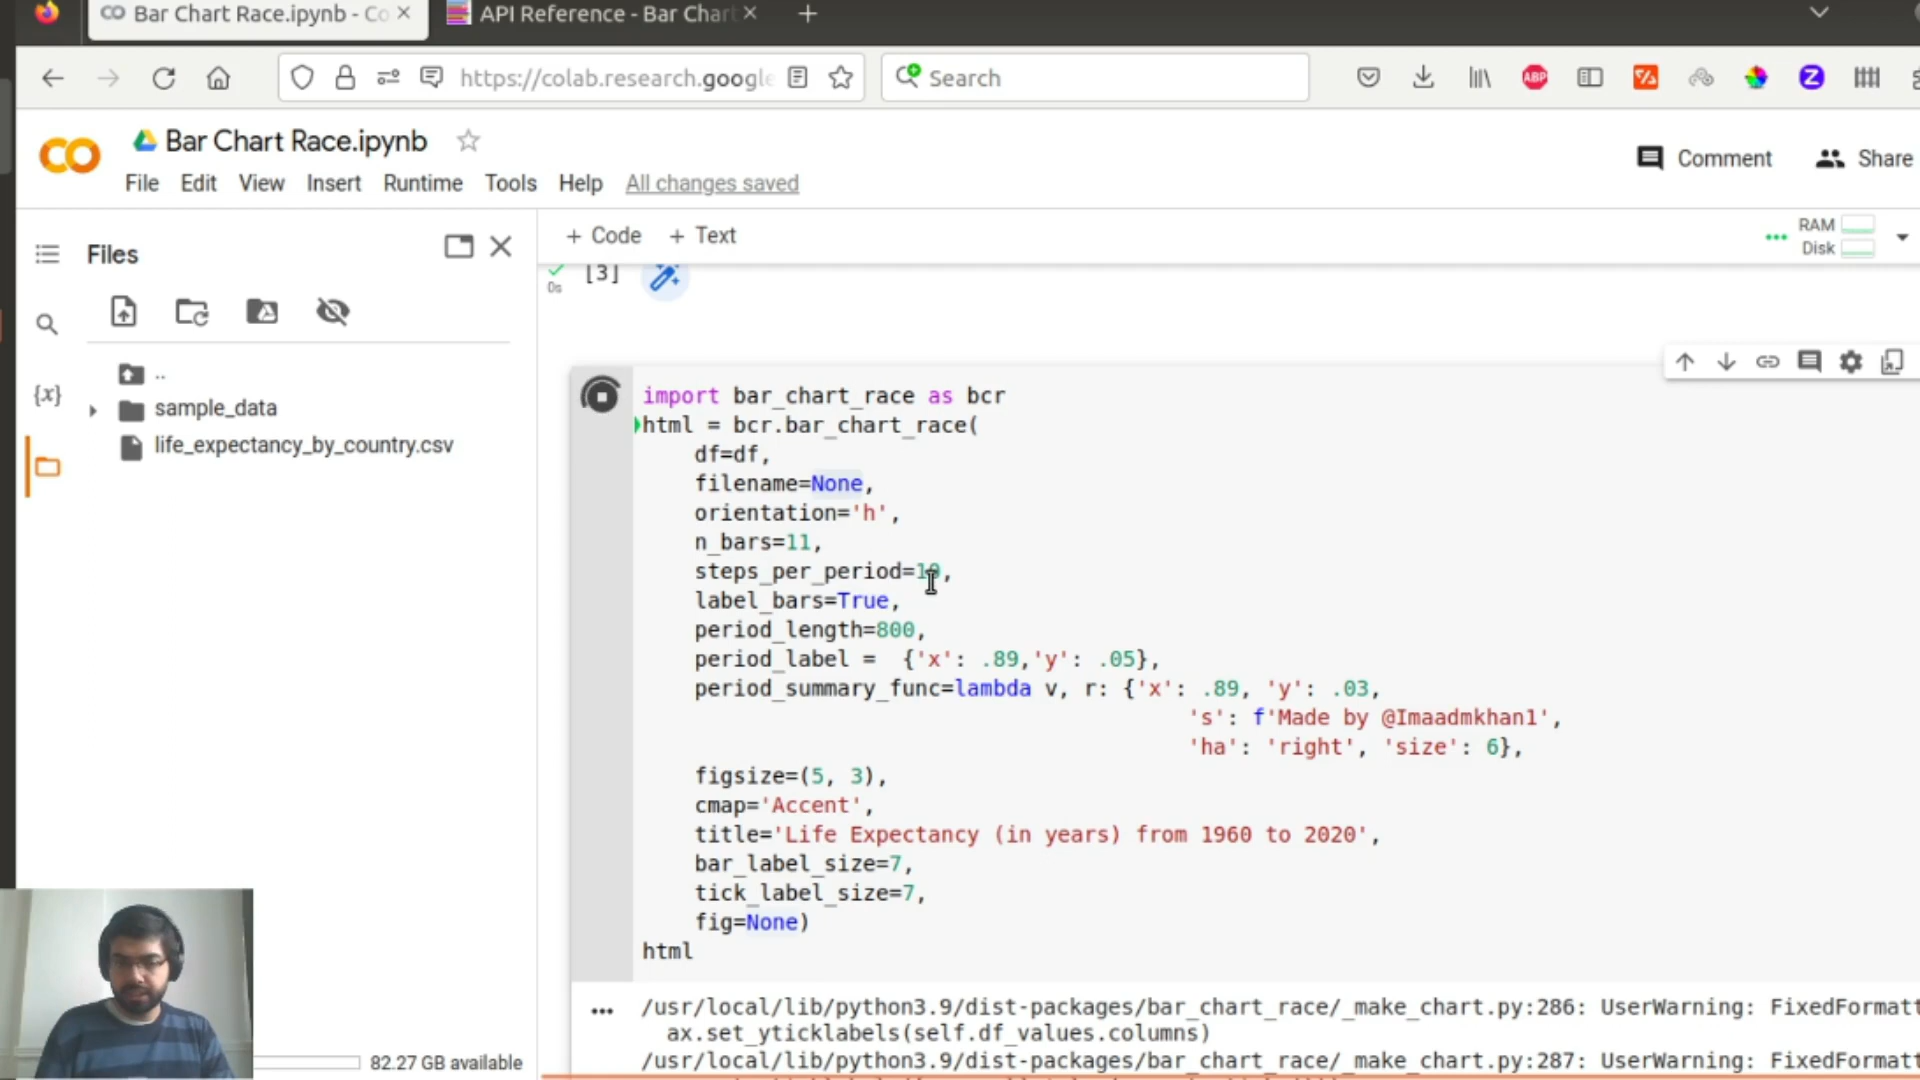 Bar Chart Race.ipynb - Co
API Reference - Bar Chart
https://colab.research.google
Search
ABP
Z
CO
Bar Chart Race.ipynb
Comment
Share
File Edit View Insert Runtime Tools Help All changes saved
Files
+ Code + Text
RAM
Disk
0s
[3]
{x}
..
sample_data
life_expectancy_by_country.csv
import bar_chart_race as bcr
html = bcr.bar_chart_race(
df=df,
filename=None,
orientation='h',
n_bars=11,
steps_per_period=10,
label_bars=True,
period_length=800,
period_label =  {'x': .89,'y': .05},
period_summary_func=lambda v, r: {'x': .89, 'y': .03,
's': f'Made by @Imaadmkhan1',
'ha': 'right', 'size': 6},
figsize=(5, 3),
cmap='Accent',
title='Life Expectancy (in years) from 1960 to 2020',
bar_label_size=7,
tick_label_size=7,
fig=None)
html
/usr/local/lib/python3.9/dist-packages/bar_chart_race/_make_chart.py:286: UserWarning: FixedFormatt
ax.set_yticklabels(self.df_values.columns)
/usr/local/lib/python3.9/dist-packages/bar_chart_race/_make_chart.py:287: UserWarning: FixedFormatt
82.27 GB available